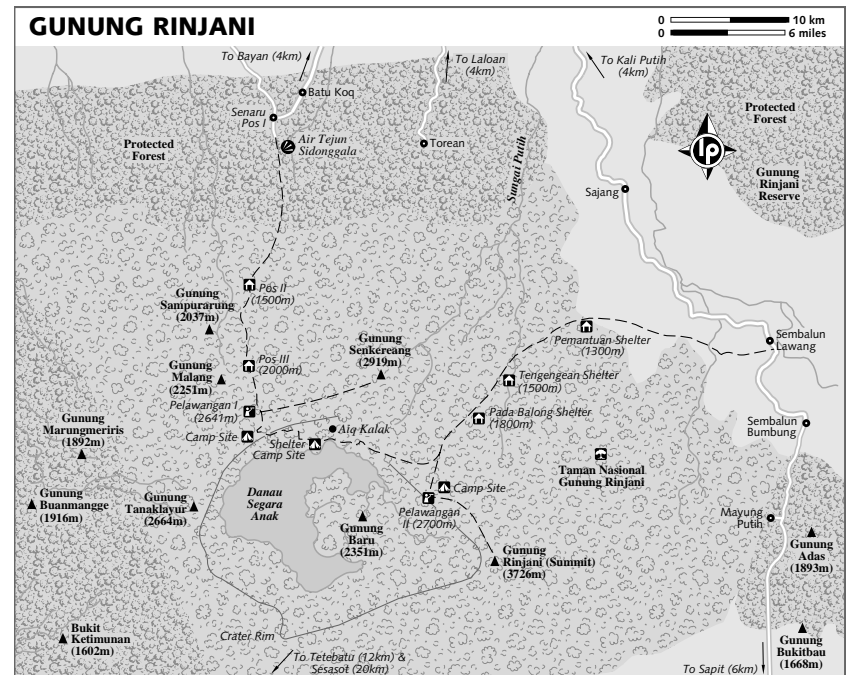 GUNUNG RINJANI
0 10 km
0 6 miles
To Bayan (4km)
To Laloan
(4km)
To Kali Putih
(4km)
Batu Koq
Senaru
Pos I
Air Tejun
Sidonggala
Torean
Protected
Forest
Protected
Forest
lp
Gunung
Rinjani
Reserve
Sungai Putih
Sajang
Pos II
(1500m)
Gunung
Sampurarung
(2037m)
Gunung
Senkereang
(2919m)
Pemantuan Shelter
(1300m)
Sembalun
Lawang
Pos III
(2000m)
Gunung
Malang
(2251m)
Tengengean Shelter
(1500m)
Pelawangan I
(2641m)
Pada Balong Shelter
(1800m)
Gunung
Marungmeriris
(1892m)
Camp Site
Aiq Kalak
Shelter
Camp Site
Sembalun
Bumbung
Taman Nasional
Gunung Rinjani
Gunung
Buanmangge
(1916m)
Gunung
Tanaklayur
(2664m)
Danau
Segara
Anak
Camp Site
Pelawangan
II (2700m)
Mayung
Putih
Gunung
Baru
(2351m)
Gunung
Rinjani (Summit)
(3726m)
Gunung
Adas
(1893m)
Bukit
Ketimunan
(1602m)
Crater Rim
Gunung
Bukitbau
(1668m)
To Tetebatu (12km) &
Sesasot (20km)
To Sapit (6km)